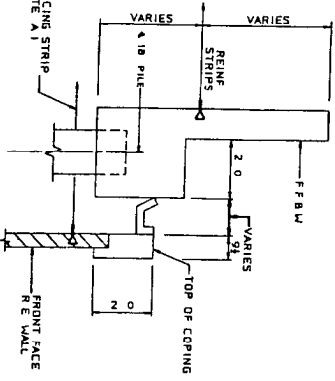 VARIES
VARIES
REINF
STRIPS
¢ 18 PILE
CING STRIP
TE A 1
F F B W
2 0
VARIES
9½
TOP OF COPING
2 0
FRONT FACE
R E WALL